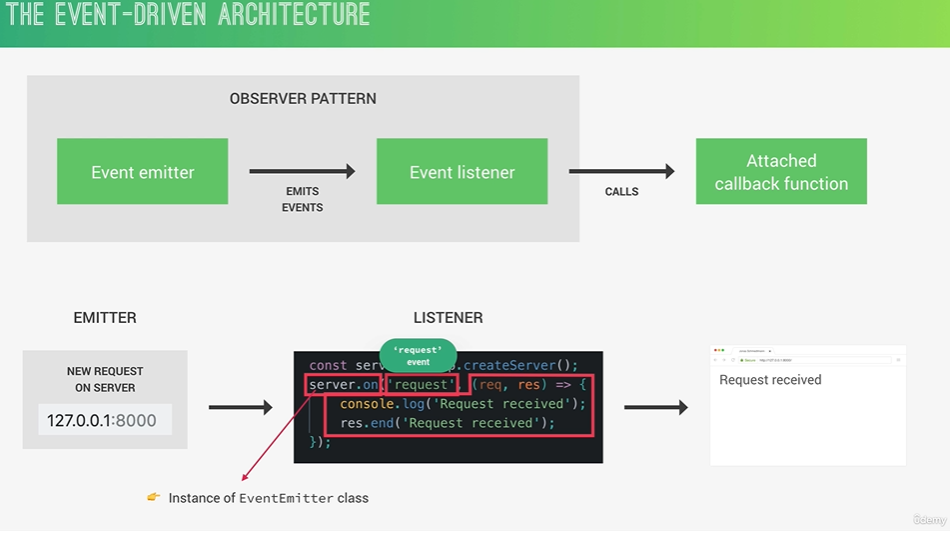 THE EVENT-DRIVEN ARCHITECTURE
OBSERVER PATTERN
Event emitter
EMITS
EVENTS
Event listener
CALLS
Attached
callback function
EMITTER
NEW REQUEST
ON SERVER
127.0.0.1:8000
LISTENER
'request'
event
const serv p.createServer();
server.on('request', (req, res) => {
console.log('Request received');
res.end('Request received');
});
Request received
Instance of EventEmitter class
ûdemy